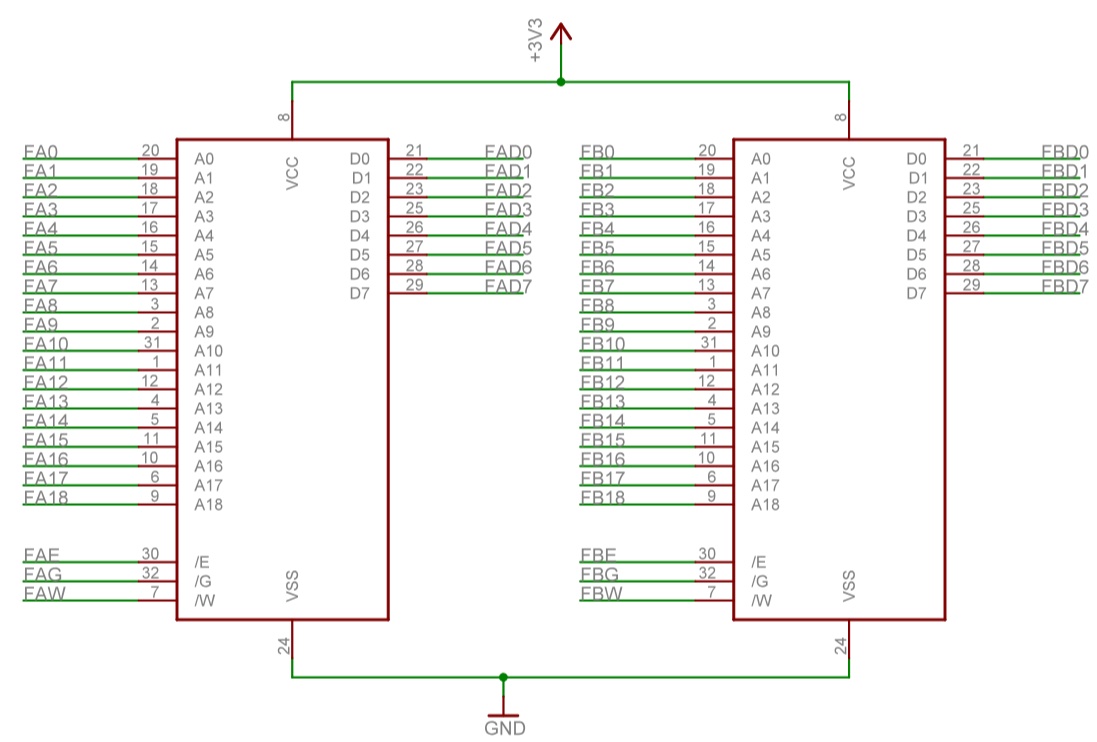 +3V3
8 8
FA0 20 A0 VCC D0 21 FAD0 FB0 20 A0 VCC D0 21 FBD0
FA1 19 A1 D1 22 FAD1 FB1 19 A1 D1 22 FBD1
FA2 18 A2 D2 23 FAD2 FB2 18 A2 D2 23 FBD2
FA3 17 A3 D3 25 FAD3 FB3 17 A3 D3 25 FBD3
FA4 16 A4 D4 26 FAD4 FB4 16 A4 D4 26 FBD4
FA5 15 A5 D5 27 FAD5 FB5 15 A5 D5 27 FBD5
FA6 14 A6 D6 28 FAD6 FB6 14 A6 D6 28 FBD6
FA7 13 A7 D7 29 FAD7 FB7 13 A7 D7 29 FBD7
FA8 3 A8 FB8 3 A8
FA9 2 A9 FB9 2 A9
FA10 31 A10 FB10 31 A10
FA11 1 A11 FB11 1 A11
FA12 12 A12 FB12 12 A12
FA13 4 A13 FB13 4 A13
FA14 5 A14 FB14 5 A14
FA15 11 A15 FB15 11 A15
FA16 10 A16 FB16 10 A16
FA17 6 A17 FB17 6 A17
FA18 9 A18 FB18 9 A18
FAE 30 /E FBE 30 /E
FAG 32 /G VSS FBG 32 /G VSS
FAW 7 /W FBW 7 /W
24 24
GND